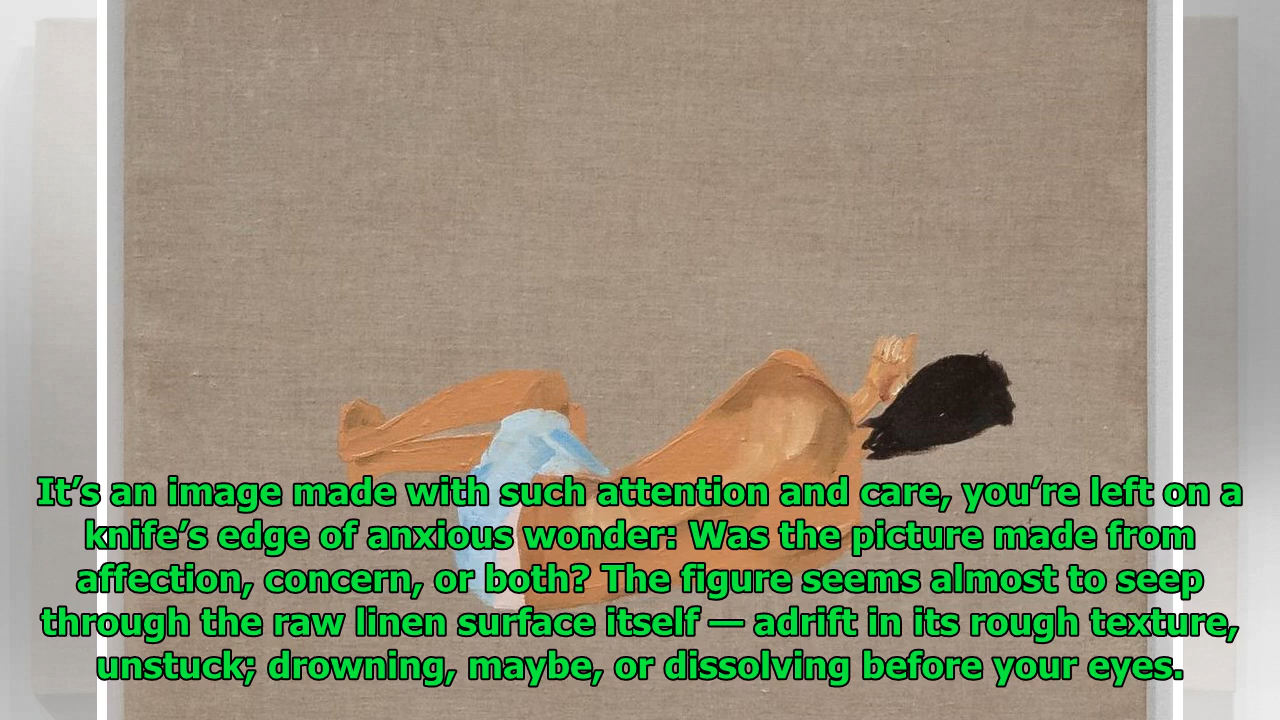 It’s an image made with such attention and care, you’re left on a
knife’s edge of anxious wonder: Was the picture made from
affection, concern, or both? The figure seems almost to seep
through the raw linen surface itself — adrift in its rough texture,
unstuck; drowning, maybe, or dissolving before your eyes.